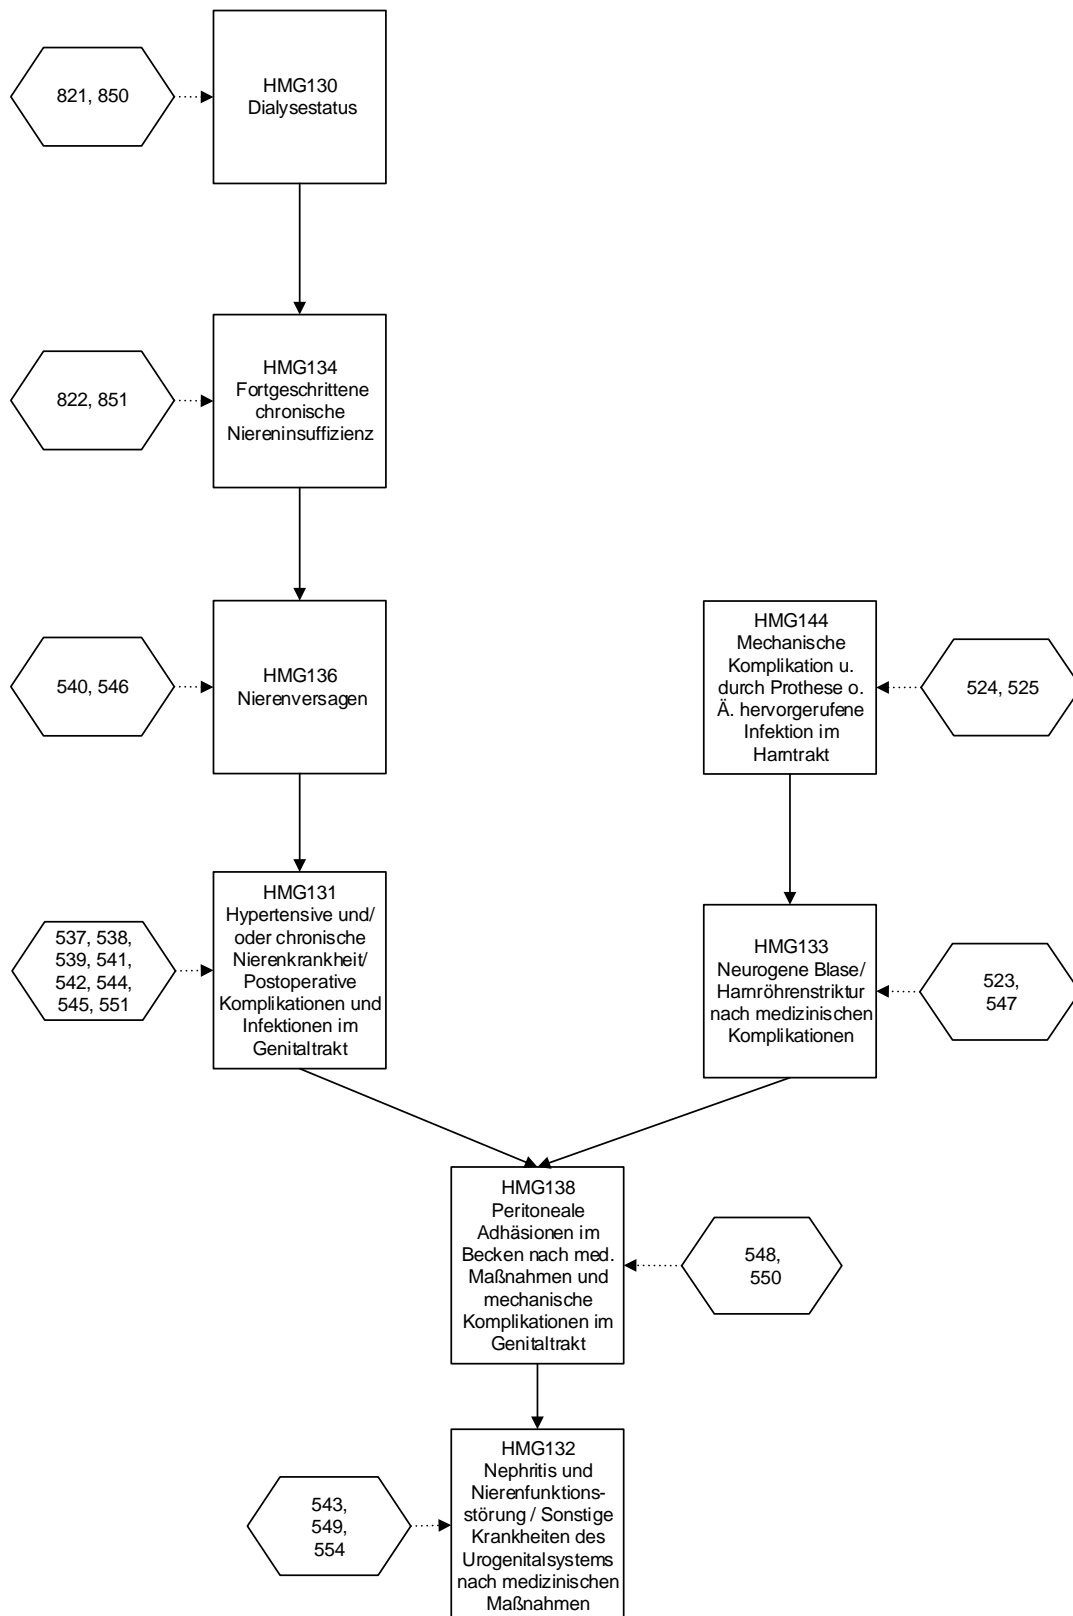 821, 850
HMG130
Dialysestatus
822, 851
HMG134
Fortgeschrittene
chronische
Niereninsuffizienz
540, 546
HMG136
Nierenversagen
HMG144
Mechanische
Komplikation u.
durch Prothese o.
Ä. hervorgerufene
Infektion im
Harntrakt
524, 525
537, 538,
539, 541,
542, 544,
545, 551
HMG131
Hypertensive und/
oder chronische
Nierenkrankheit/
Postoperative
Komplikationen und
Infektionen im
Genitaltrakt
HMG133
Neurogene Blase/
Harnröhrenstriktur
nach medizinischen
Komplikationen
523,
547
HMG138
Peritoneale
Adhäsionen im
Becken nach med.
Maßnahmen und
mechanische
Komplikationen im
Genitaltrakt
548,
550
543,
549,
554
HMG132
Nephritis und
Nierenfunktions-
störung / Sonstige
Krankheiten des
Urogenitalsystems
nach medizinischen
Maßnahmen